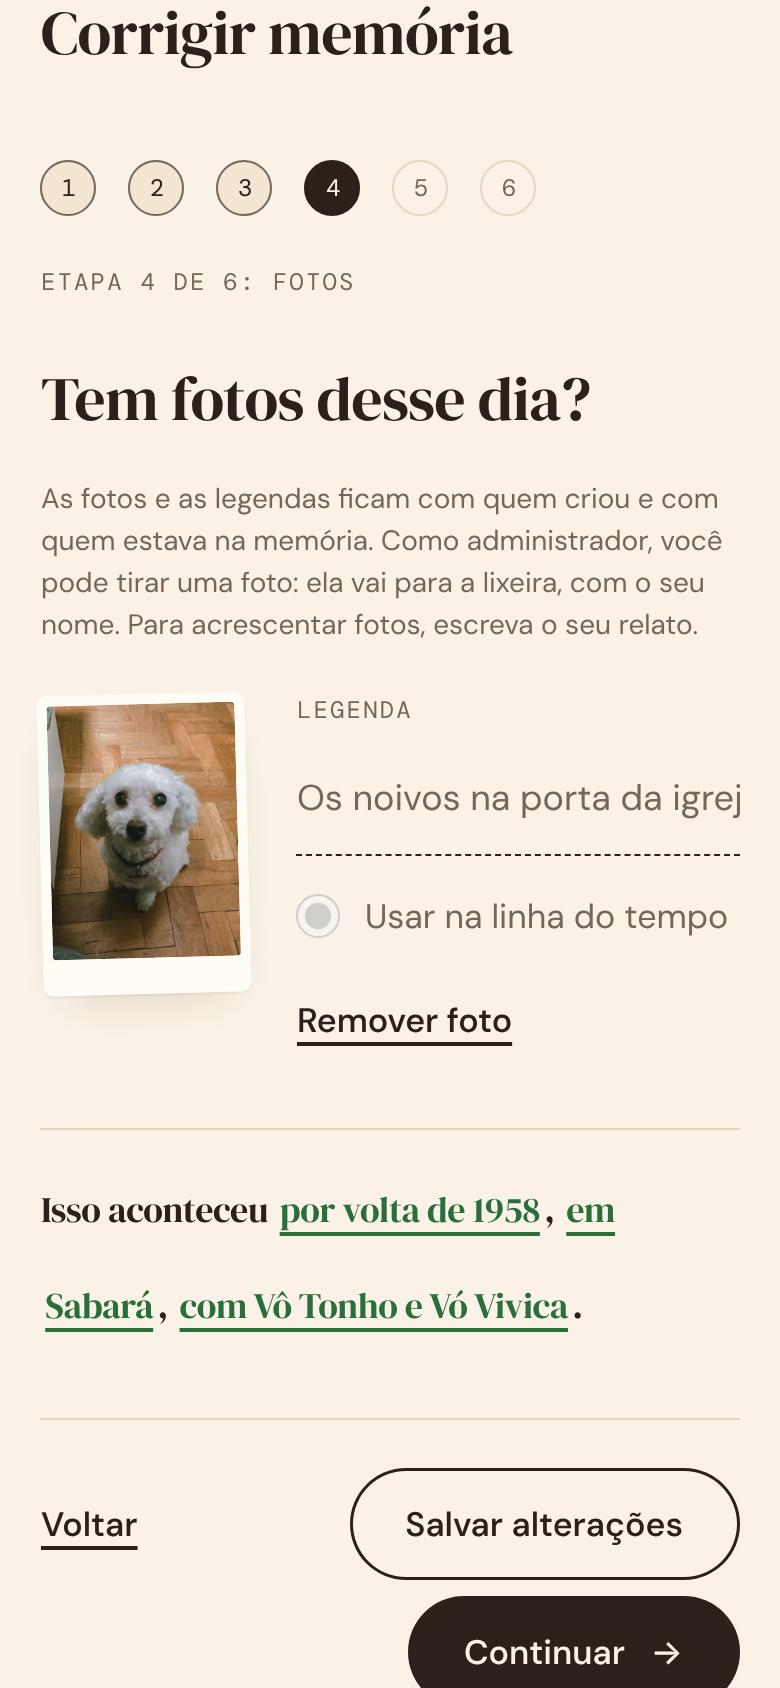 Corrigir memória
1 2 3 4 5 6
ETAPA 4 DE 6: FOTOS
Tem fotos desse dia?
As fotos e as legendas ficam com quem criou e com
quem estava na memória. Como administrador, você
pode tirar uma foto: ela vai para a lixeira, com o seu
nome. Para acrescentar fotos, escreva o seu relato.
LEGENDA
Os noivos na porta da igrej
Usar na linha do tempo
Remover foto
Isso aconteceu por volta de 1958, em
Sabará, com Vô Tonho e Vó Vivica.
Voltar
Salvar alterações
Continuar →